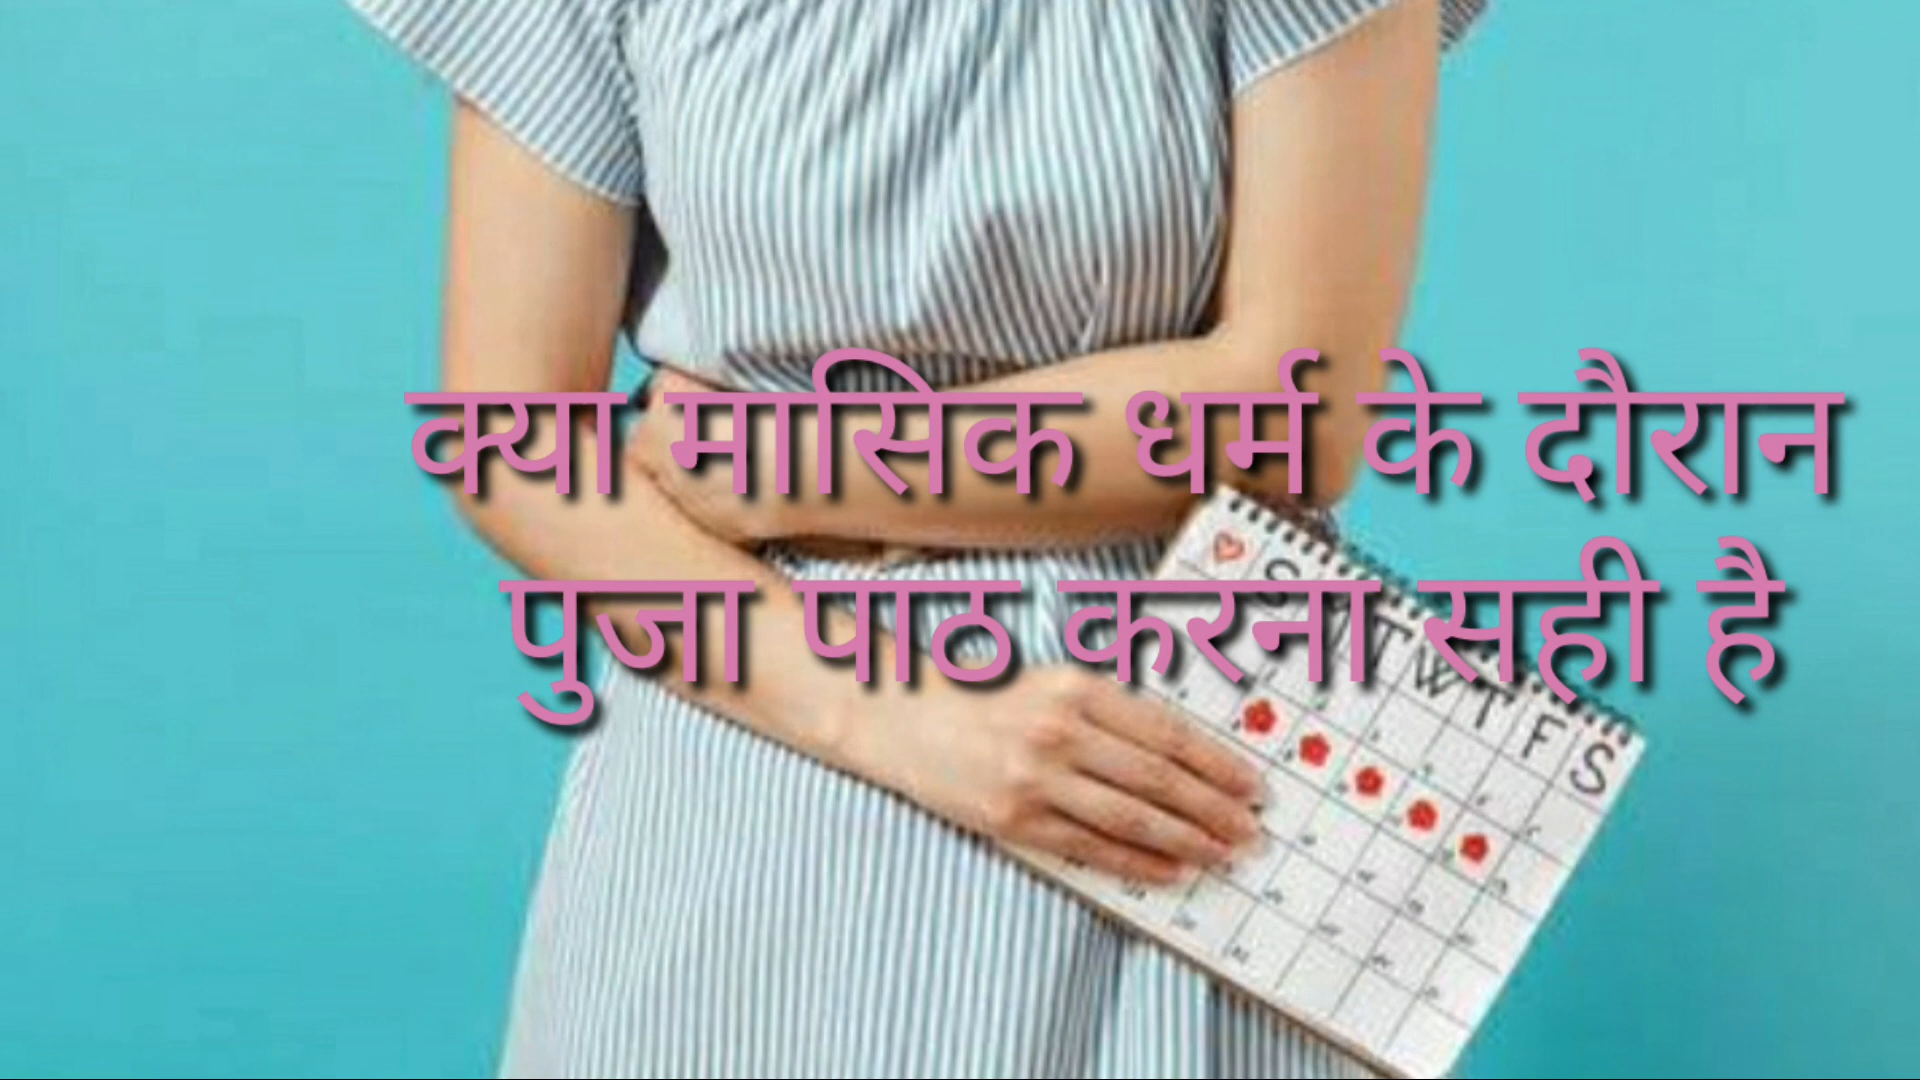 क्या मासिक धर्म के दौरान
पुजा पाठ करना सही है
S M T W T F S